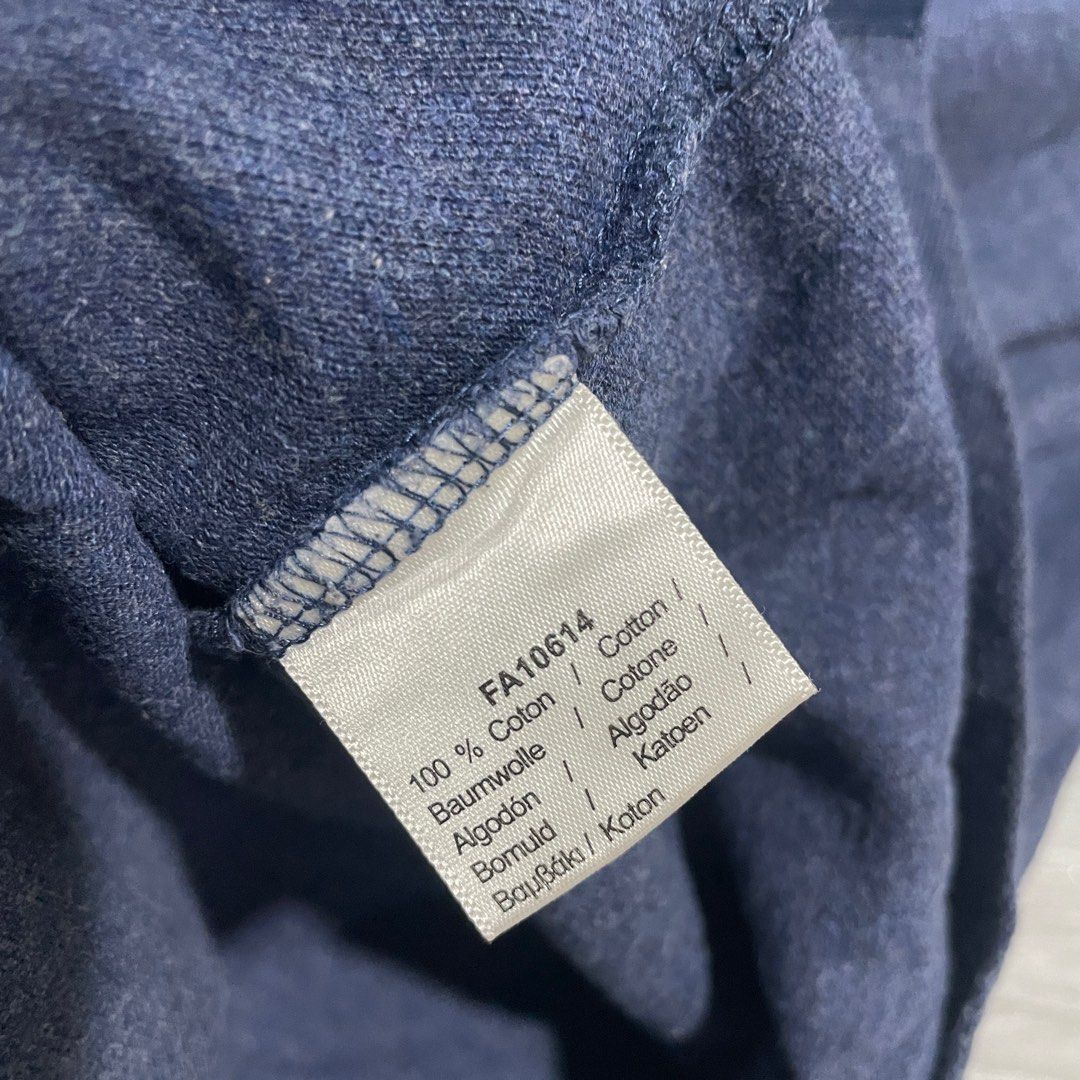 FA10614
100 % Coton / Cotton /
Baumwolle / Cotone /
Algodón / Algodão /
Bomuld / Katoen
Βαμβάκι / Koton